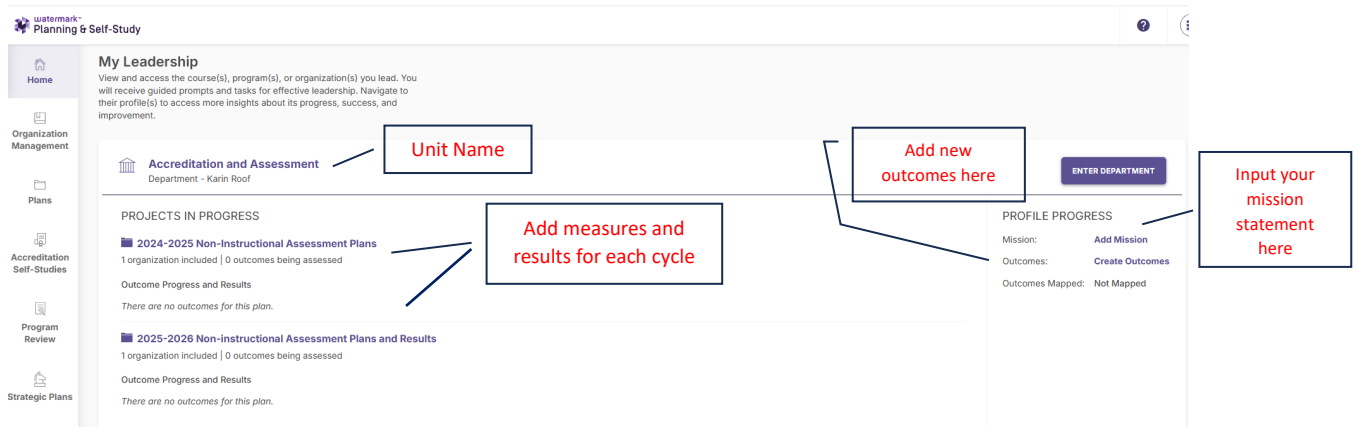 watermark™
Planning & Self-Study
Home
Organization
Management
Plans
Accreditation
Self-Studies
Program
Review
Strategic Plans
My Leadership
View and access the course(s), program(s), or organization(s) you lead. You
will receive guided prompts and tasks for effective leadership. Navigate to
their profile(s) to access more insights about its progress, success, and
improvement.
Accreditation and Assessment
Department - Karin Roof
Unit Name
Add new
outcomes here
ENTER DEPARTMENT
Input your
mission
statement
here
PROJECTS IN PROGRESS
2024-2025 Non-Instructional Assessment Plans
1 organization included | 0 outcomes being assessed
Outcome Progress and Results
There are no outcomes for this plan.
Add measures and
results for each cycle
2025-2026 Non-instructional Assessment Plans and Results
1 organization included | 0 outcomes being assessed
Outcome Progress and Results
There are no outcomes for this plan.
PROFILE PROGRESS
Mission: Add Mission
Outcomes: Create Outcomes
Outcomes Mapped: Not Mapped